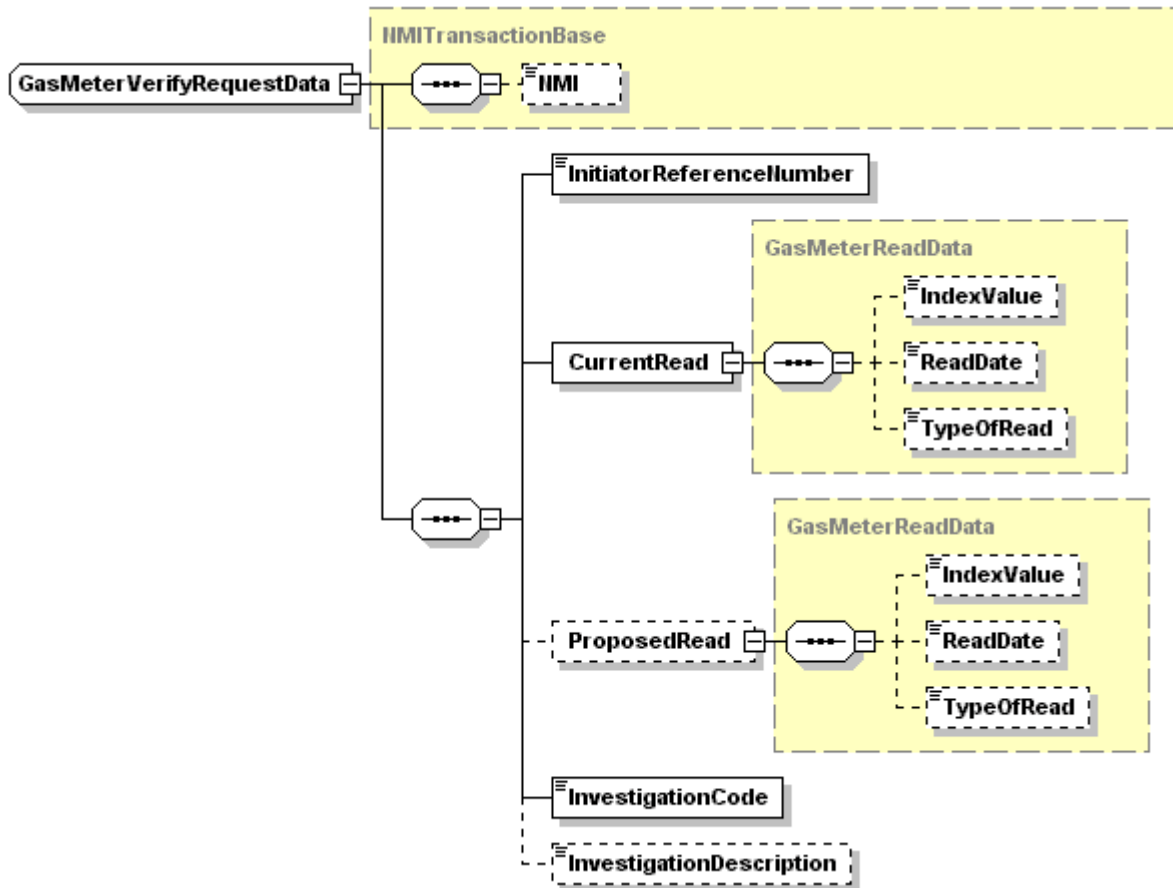 NMITransactionBase
GasMeterVerifyRequestData
NMI
InitiatorReferenceNumber
GasMeterReadData
IndexValue
CurrentRead
ReadDate
TypeOfRead
GasMeterReadData
IndexValue
ProposedRead
ReadDate
TypeOfRead
InvestigationCode
InvestigationDescription